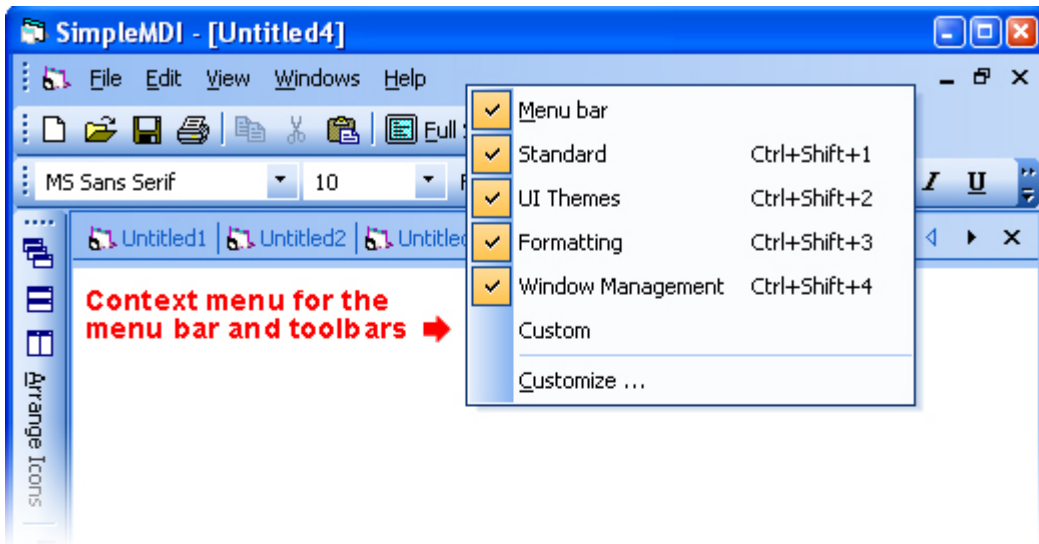 SimpleMDI - [Untitled4]
File Edit View Windows Help
Full
MS Sans Serif 10 I U
Untitled1 Untitled2
Menu bar
Standard Ctrl+Shift+1
UI Themes Ctrl+Shift+2
Formatting Ctrl+Shift+3
Window Management Ctrl+Shift+4
Custom
Customize ...
Context menu for the
menu bar and toolbars
Arrange Icons